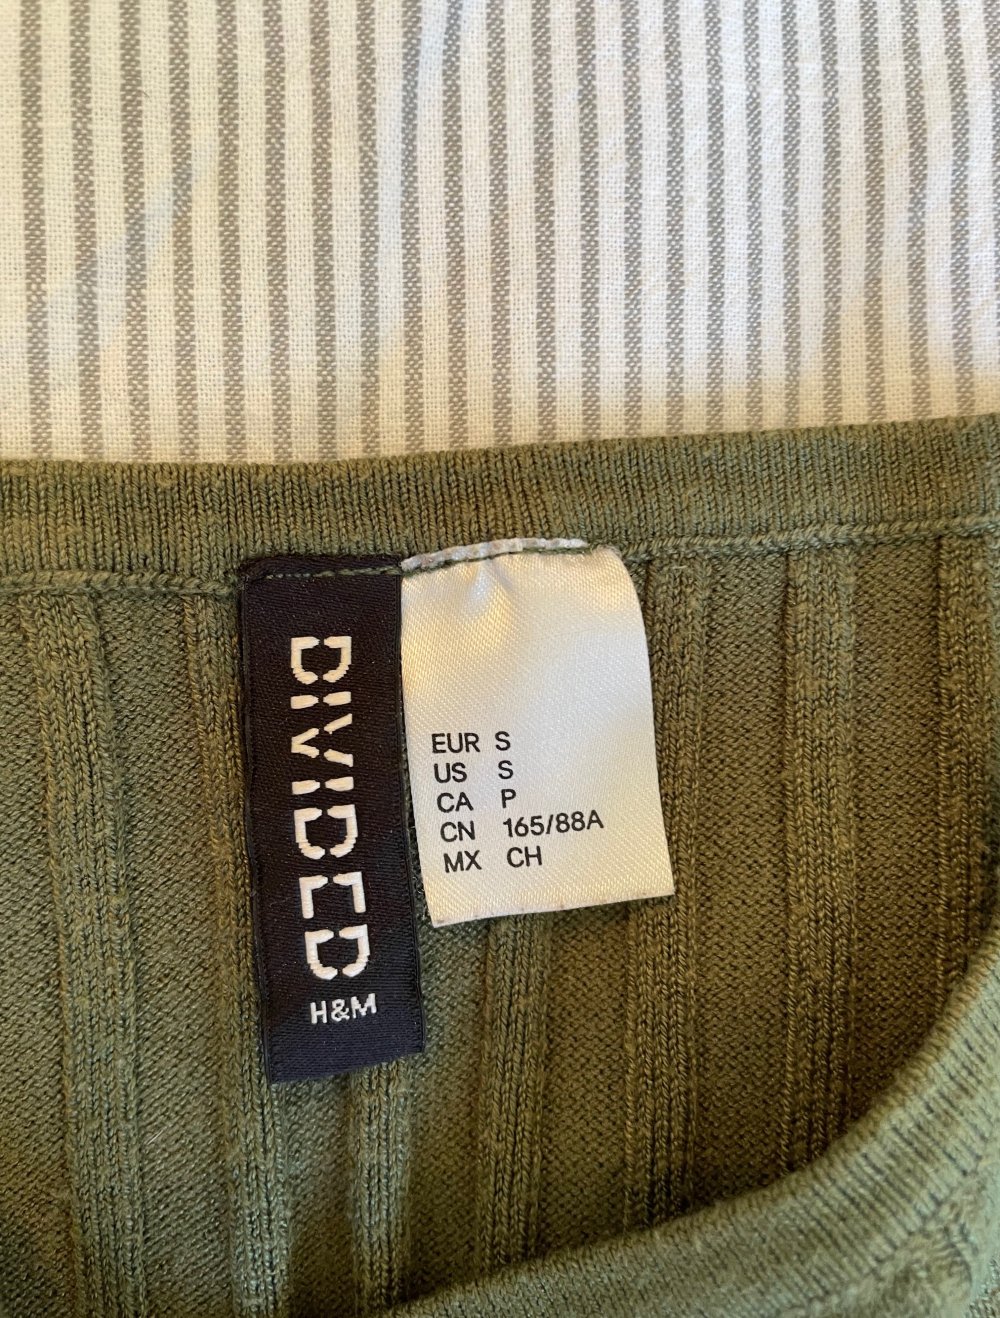 DIVIDED
H&M
EUR S
US S
CA P
CN 165/88A
MX CH